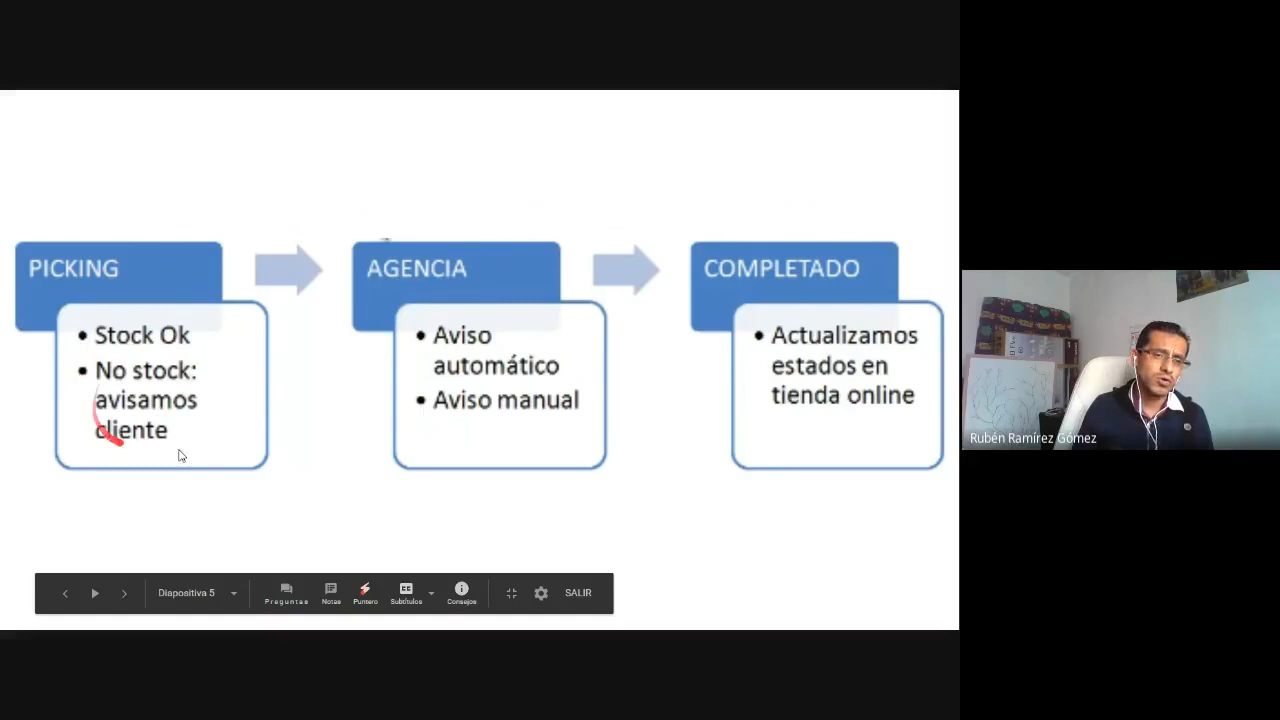 PICKING
• Stock Ok
• No stock:
avisamos
cliente
AGENCIA
• Aviso
automático
• Aviso manual
COMPLETADO
• Actualizamos
estados en
tienda online
Rubén Ramírez Gómez
Diapositiva 5
Preguntas
Notas
Puntero
CC
Subtítulos
Consejos
SALIR